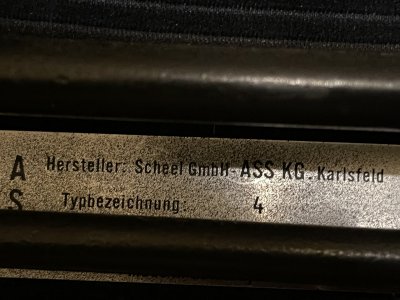 A Hersteller: Scheel GmbH - ASS KG. Karlsfeld
S Typbezeichnung: 4